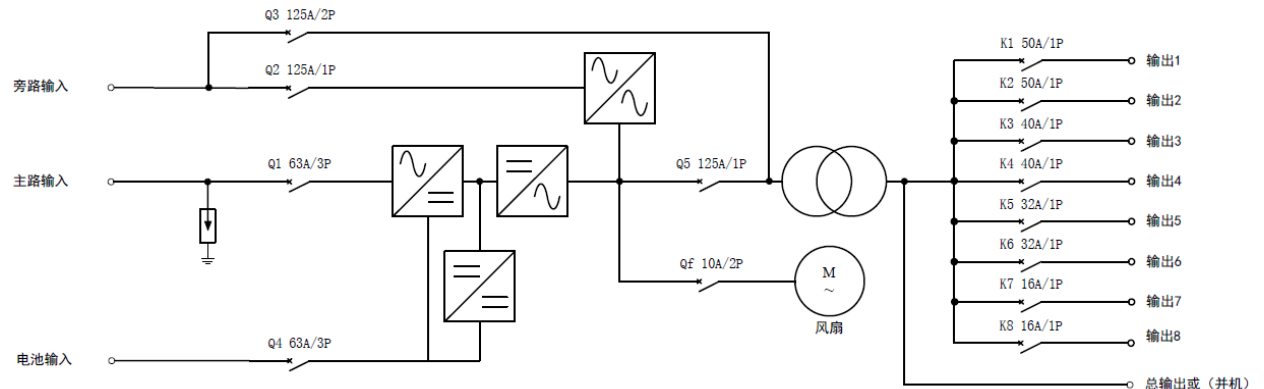 Q3 125A/2P
旁路输入
Q2 125A/1P
主路输入
Q1 63A/3P
Q5 125A/1P
Qf 10A/2P
M
~
风扇
电池输入
Q4 63A/3P
K1 50A/1P
输出1
K2 50A/1P
输出2
K3 40A/1P
输出3
K4 40A/1P
输出4
K5 32A/1P
输出5
K6 32A/1P
输出6
K7 16A/1P
输出7
K8 16A/1P
输出8
总输出或（并机）